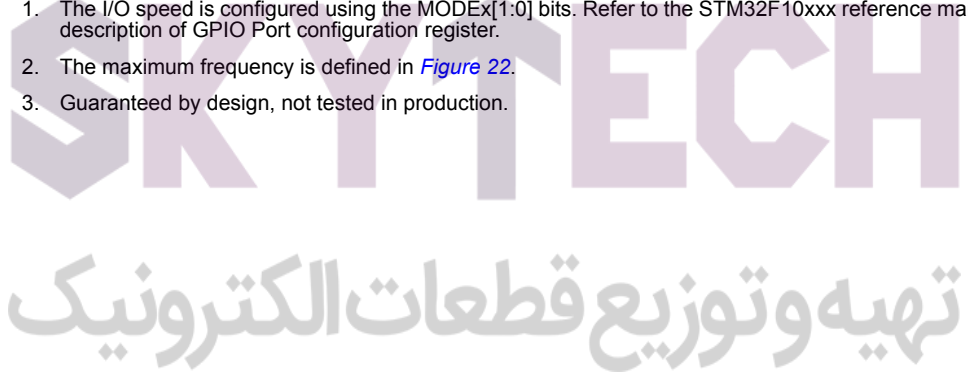 1. The I/O speed is configured using the MODEx[1:0] bits. Refer to the STM32F10xxx reference ma
description of GPIO Port configuration register.
2. The maximum frequency is defined in Figure 22.
3. Guaranteed by design, not tested in production.
SKYTECH
تهیه و توزیع قطعات الکترونیک